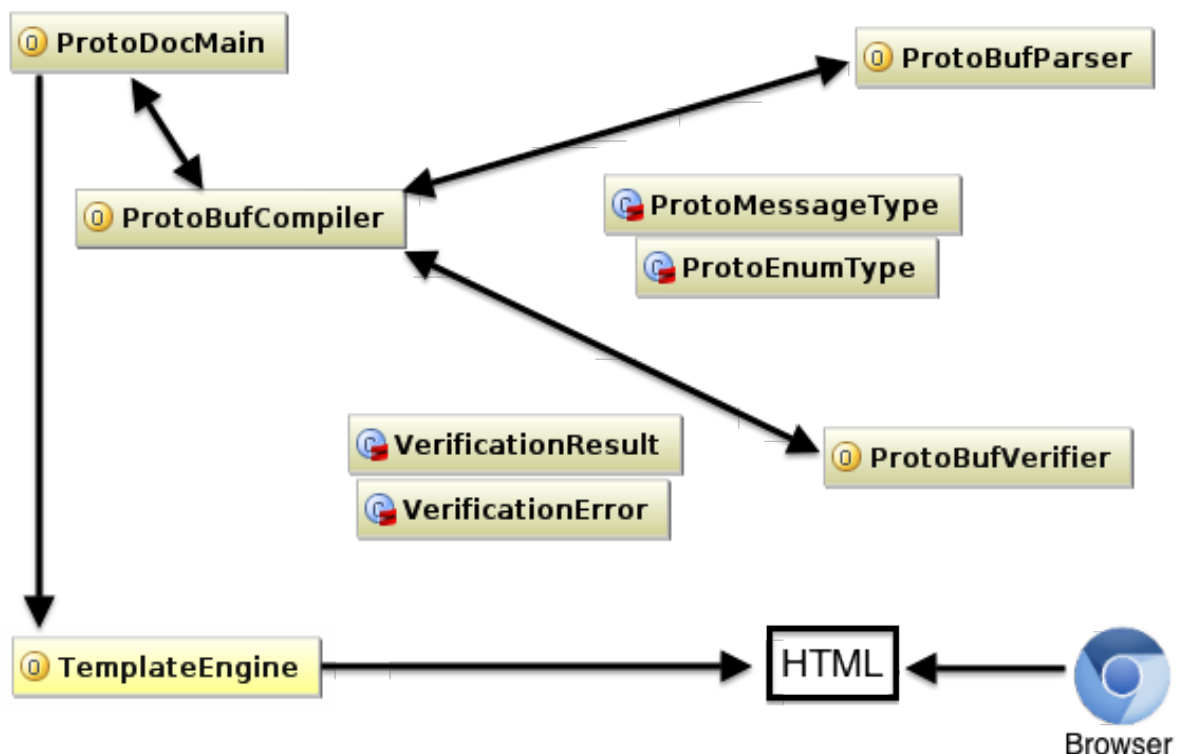 ProtoDocMain
ProtoBufParser
ProtoBufCompiler
ProtoMessageType
ProtoEnumType
VerificationResult
ProtoBufVerifier
VerificationError
TemplateEngine
HTML
Browser